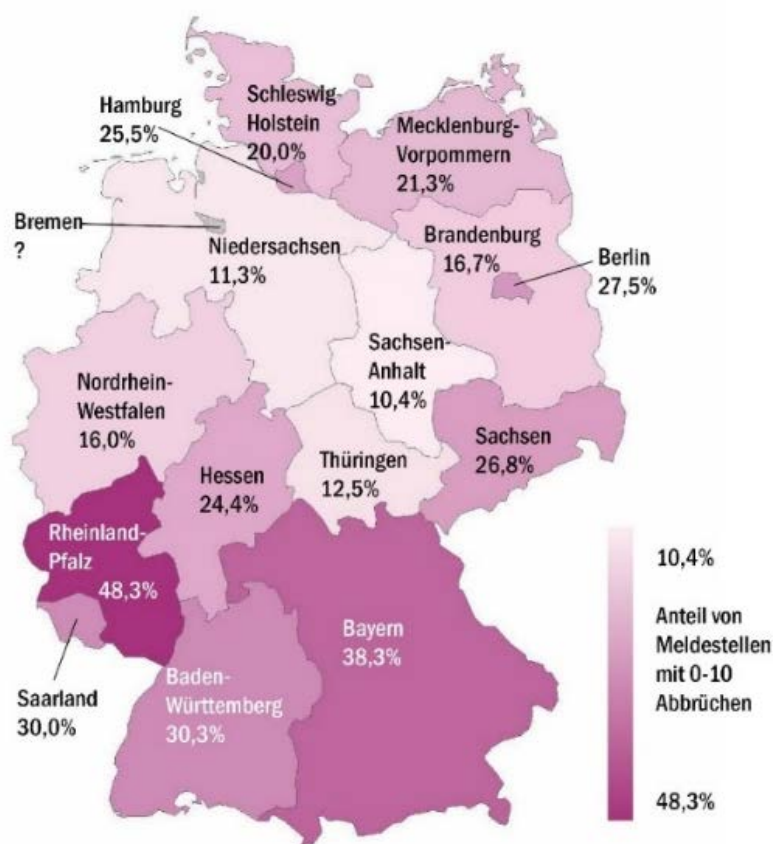 Hamburg
25,5%
Schleswig-
Holstein
20,0%
Mecklenburg-
Vorpommern
21,3%
Bremen
?
Niedersachsen
11,3%
Brandenburg
16,7%
Berlin
27,5%
Sachsen-
Anhalt
10,4%
Nordrhein-
Westfalen
16,0%
Sachsen
26,8%
Thüringen
12,5%
Hessen
24,4%
Rheinland-
Pfalz
48,3%
Saarland
30,0%
Baden-
Württemberg
30,3%
Bayern
38,3%
10,4%
Anteil von
Meldestellen
mit 0-10
Abbrüchen
48,3%